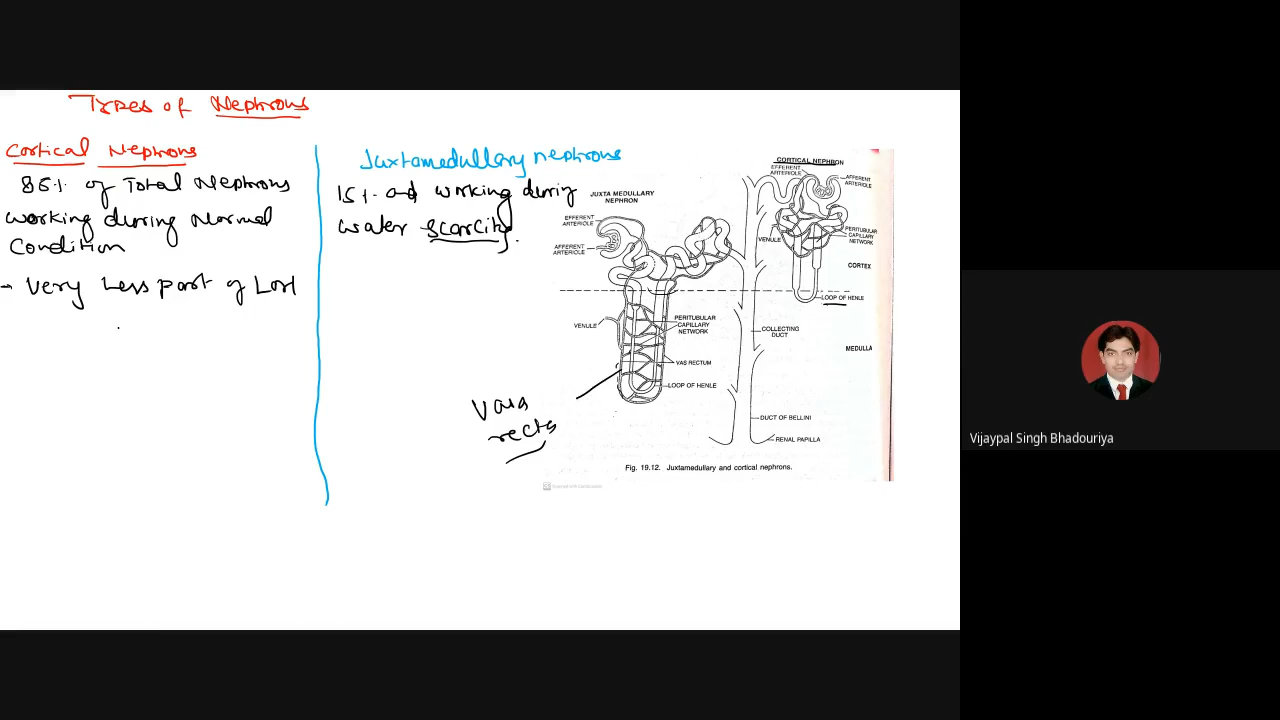 Types of Nephrons
Cortical Nephrons
85% of Total Nephrons
working during Normal
Condition
→ Very Less part of LoH
Juxtamedullary nephrons
15% and working during
water scarcity.
Vasa
recta
JUXTA MEDULLARY
NEPHRON
EFFERENT
ARTERIOLE
AFFERENT
ARTERIOLE
VENULE
PERITUBULAR
CAPILLARY
NETWORK
VAS RECTUM
LOOP OF HENLE
CORTICAL NEPHRON
EFFERENT
ARTERIOLE
AFFERENT
ARTERIOLE
VENULE
PERITUBULAR
CAPILLARY
NETWORK
CORTEX
LOOP OF HENLE
COLLECTING
DUCT
MEDULLA
DUCT OF BELLINI
RENAL PAPILLA
Fig. 19.12. Juxtamedullary and cortical nephrons.
Vijaypal Singh Bhadouriya